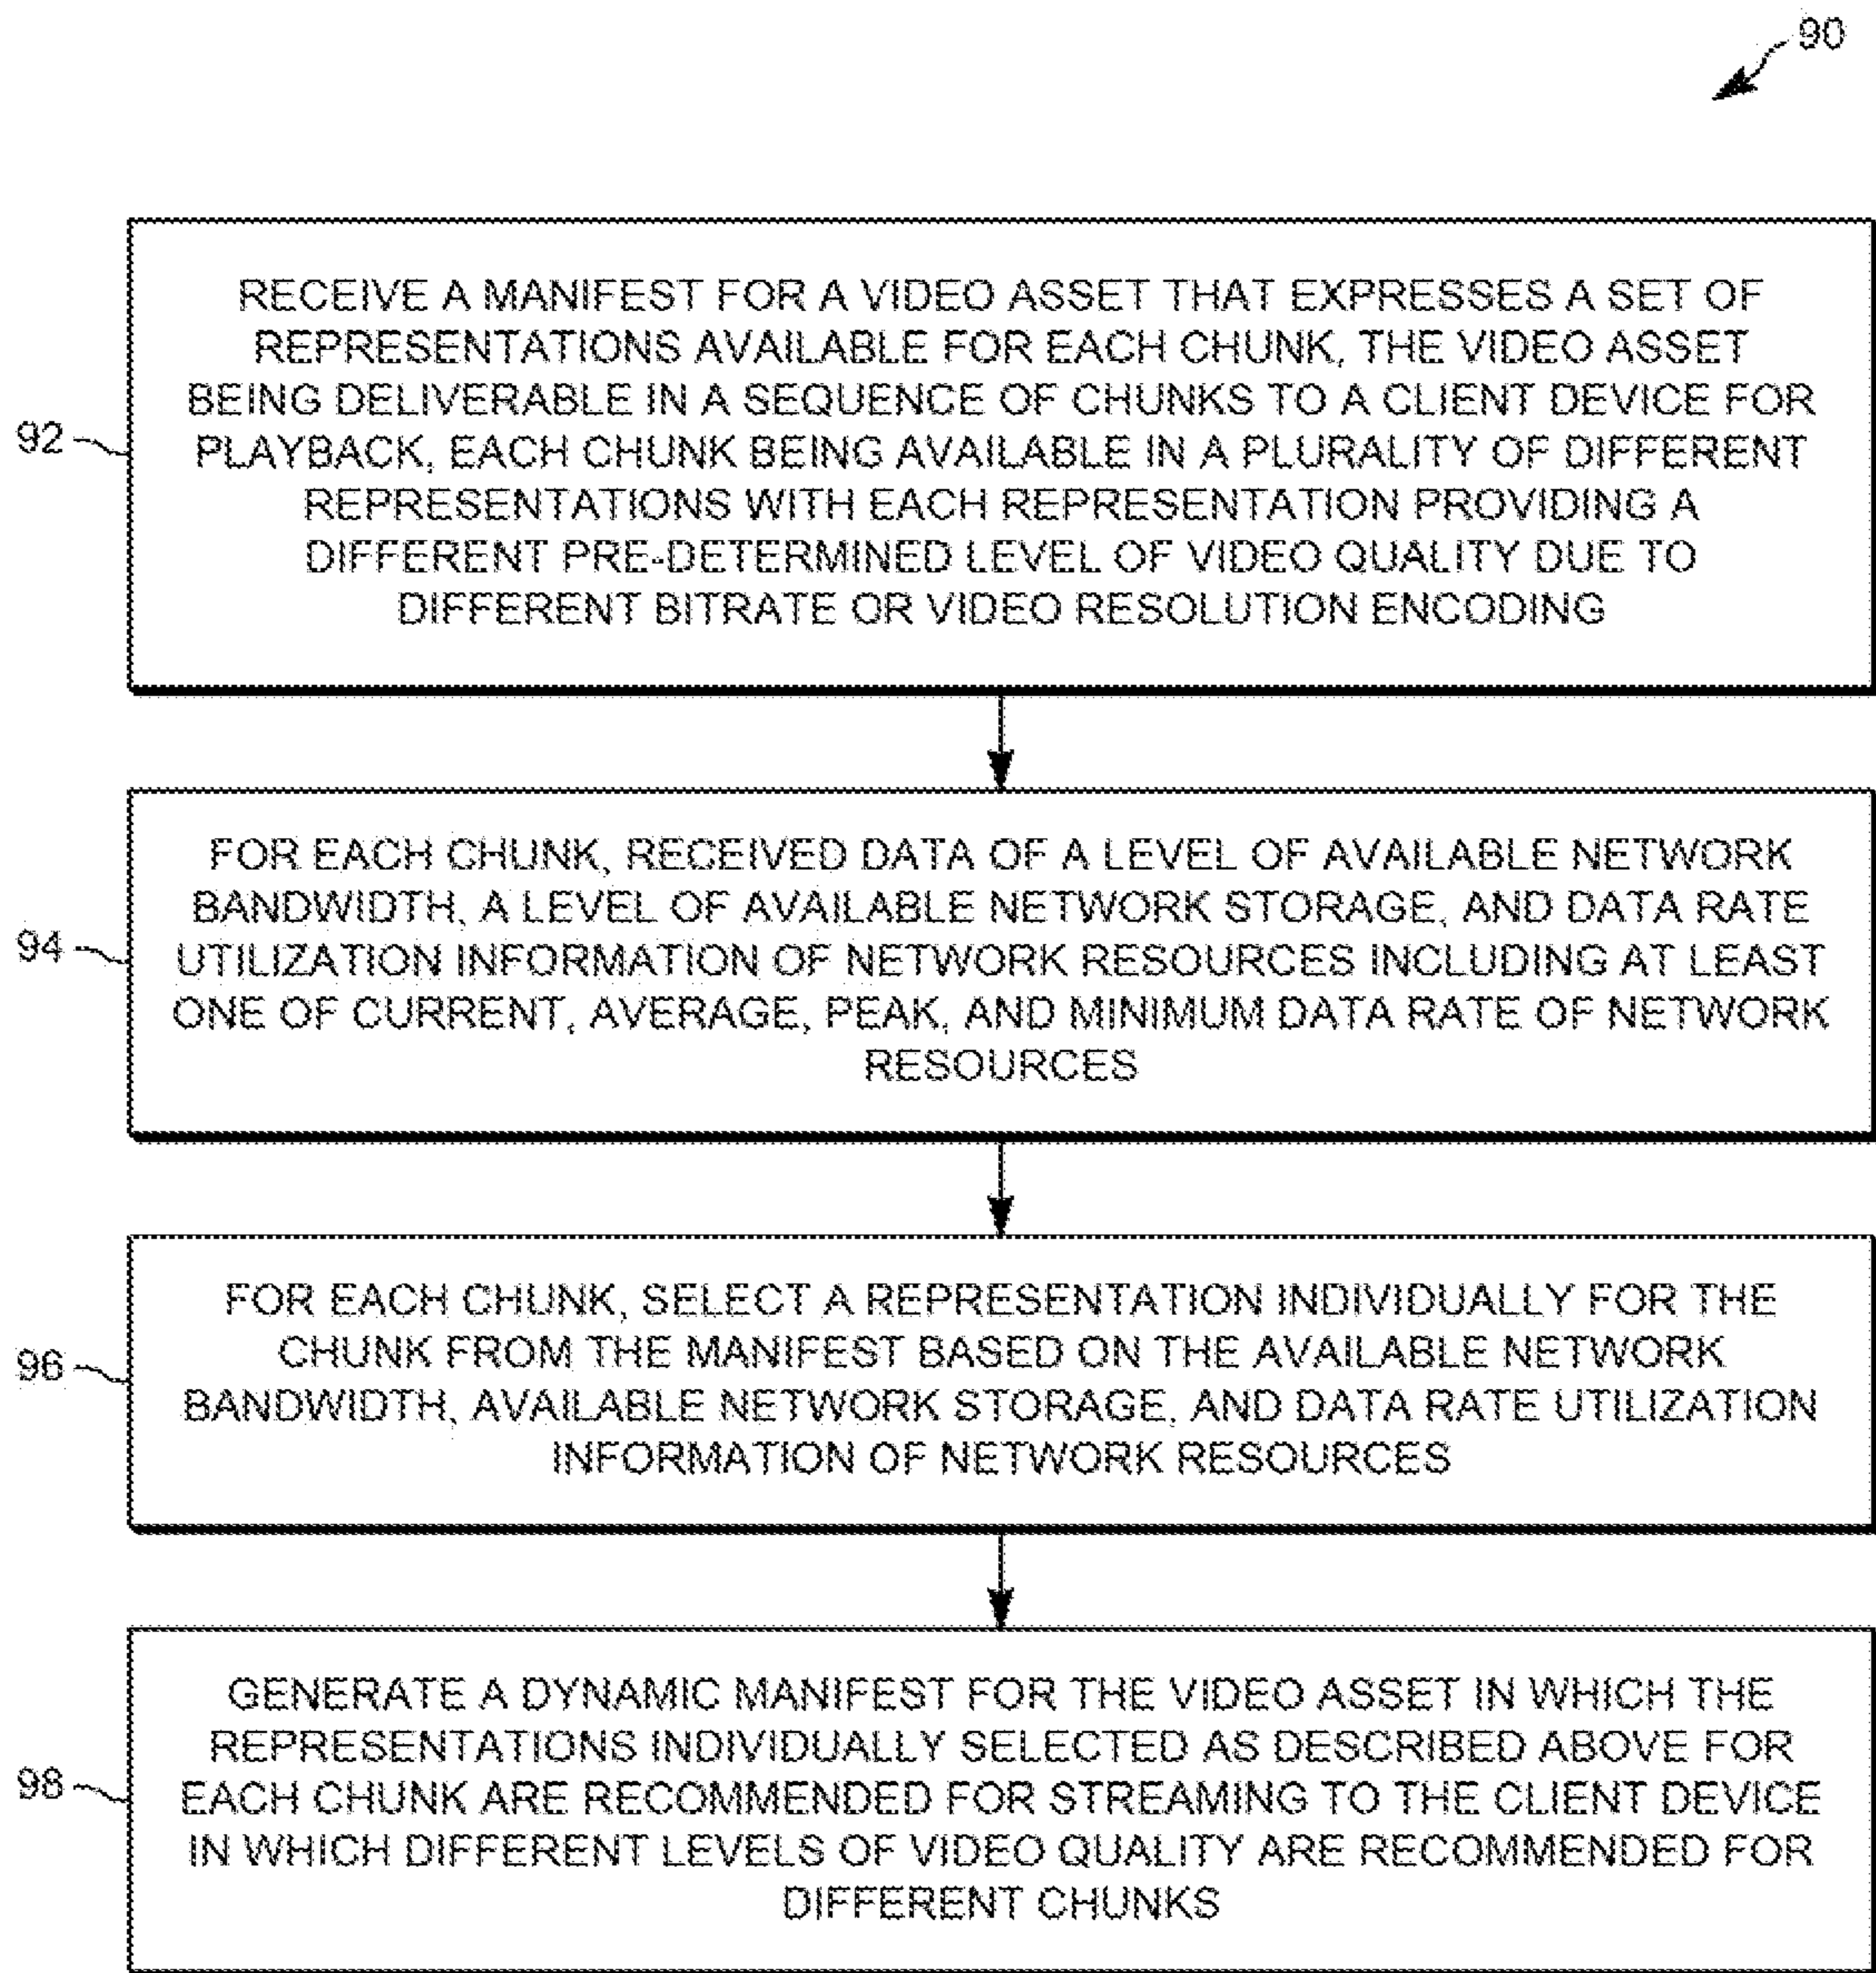 90
RECEIVE A MANIFEST FOR A VIDEO ASSET THAT EXPRESSES A SET OF
REPRESENTATIONS AVAILABLE FOR EACH CHUNK, THE VIDEO ASSET
BEING DELIVERABLE IN A SEQUENCE OF CHUNKS TO A CLIENT DEVICE FOR
92
PLAYBACK, EACH CHUNK BEING AVAILABLE IN A PLURALITY OF DIFFERENT
REPRESENTATIONS WITH EACH REPRESENTATION PROVIDING A
DIFFERENT PRE-DETERMINED LEVEL OF VIDEO QUALITY DUE TO
DIFFERENT BITRATE OR VIDEO RESOLUTION ENCODING
FOR EACH CHUNK, RECEIVED DATA OF A LEVEL OF AVAILABLE NETWORK
BANDWIDTH, A LEVEL OF AVAILABLE NETWORK STORAGE, AND DATA RATE
94
UTILIZATION INFORMATION OF NETWORK RESOURCES INCLUDING AT LEAST
ONE OF CURRENT, AVERAGE, PEAK, AND MINIMUM DATA RATE OF NETWORK
RESOURCES
FOR EACH CHUNK, SELECT A REPRESENTATION INDIVIDUALLY FOR THE
96
CHUNK FROM THE MANIFEST BASED ON THE AVAILABLE NETWORK
BANDWIDTH, AVAILABLE NETWORK STORAGE, AND DATA RATE UTILIZATION
INFORMATION OF NETWORK RESOURCES
GENERATE A DYNAMIC MANIFEST FOR THE VIDEO ASSET IN WHICH THE
REPRESENTATIONS INDIVIDUALLY SELECTED AS DESCRIBED ABOVE FOR
98
EACH CHUNK ARE RECOMMENDED FOR STREAMING TO THE CLIENT DEVICE
IN WHICH DIFFERENT LEVELS OF VIDEO QUALITY ARE RECOMMENDED FOR
DIFFERENT CHUNKS